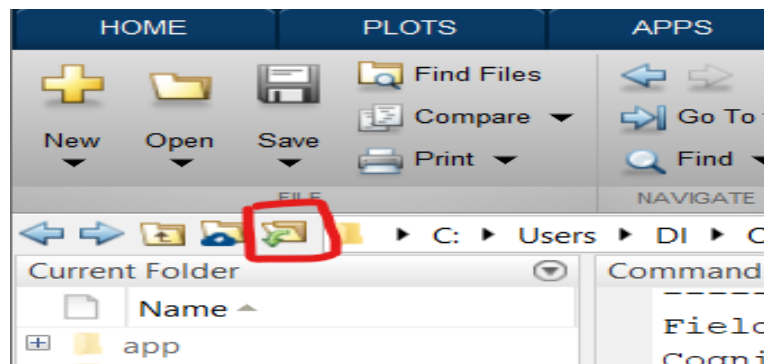 HOME PLOTS APPS
Find Files
Compare Go To
New Open Save Print Find
FILE NAVIGATE
C: Users DI
Current Folder Command
Name
Field
app
Cogni